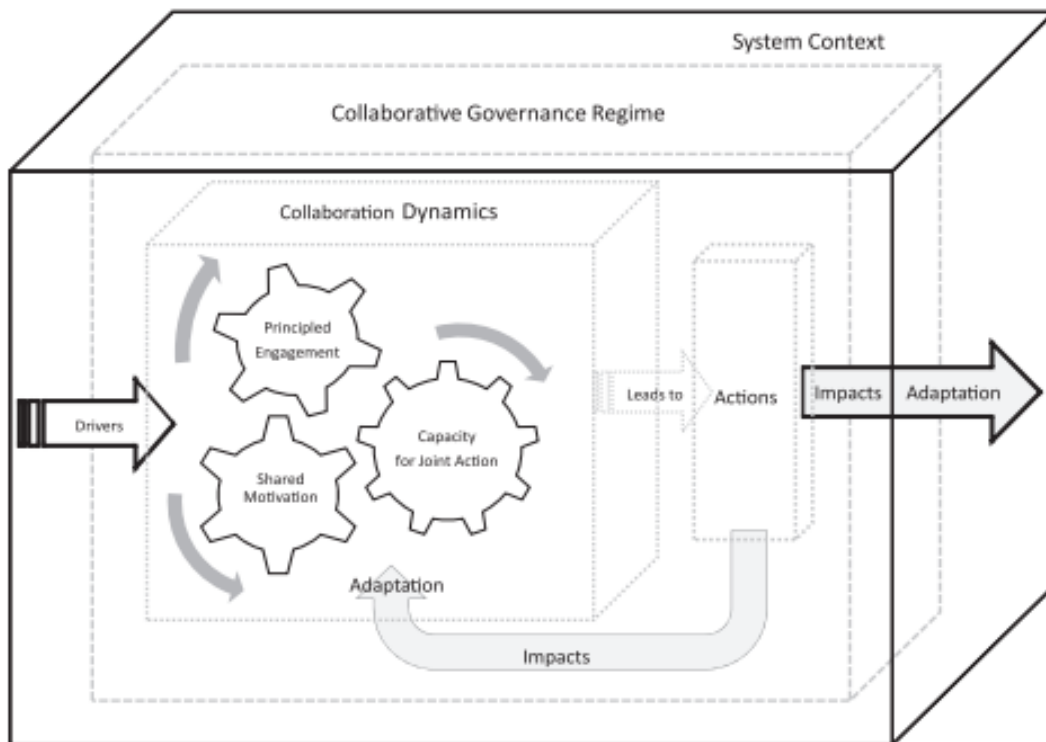 System Context
Collaborative Governance Regime
Collaboration Dynamics
Principled
Engagement
Drivers
Capacity
for Joint Action
Shared
Motivation
Leads to
Actions
Impacts
Adaptation
Adaptation
Impacts